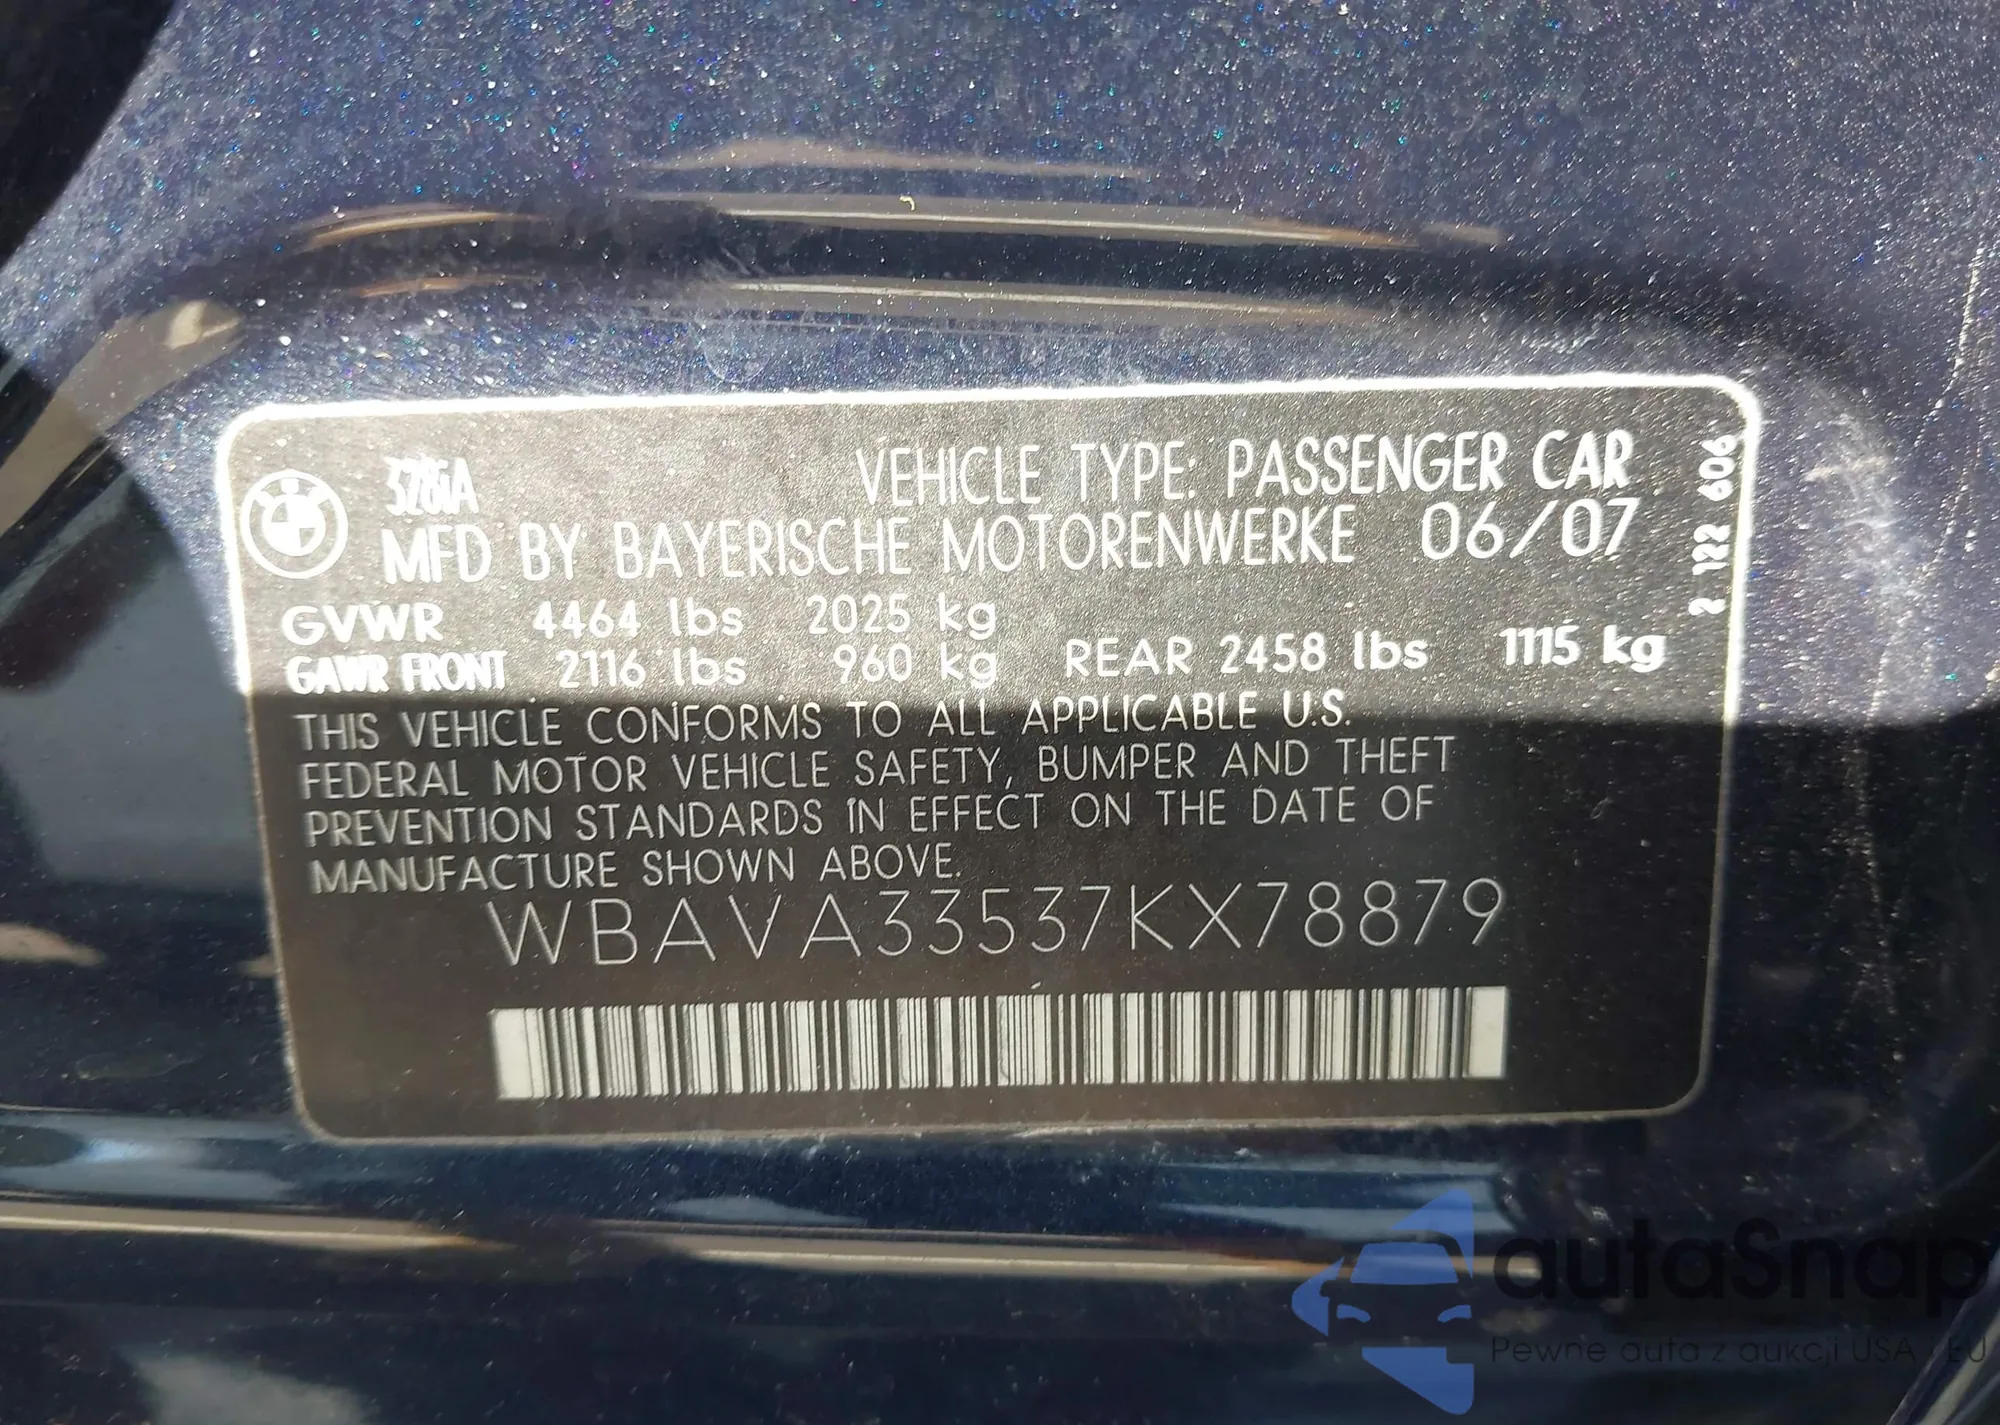 328iA VEHICLE TYPE: PASSENGER CAR
MFD BY BAYERISCHE MOTORENWERKE 06/07
GVWR 4464 lbs 2025 kg
GAWR FRONT 2116 lbs 960 kg REAR 2458 lbs 1115 kg
2 122 606
THIS VEHICLE CONFORMS TO ALL APPLICABLE U.S.
FEDERAL MOTOR VEHICLE SAFETY, BUMPER AND THEFT
PREVENTION STANDARDS IN EFFECT ON THE DATE OF
MANUFACTURE SHOWN ABOVE.
WBAVA33537KX78879
autaSnap
Pewne auta z aukcji USA i EU